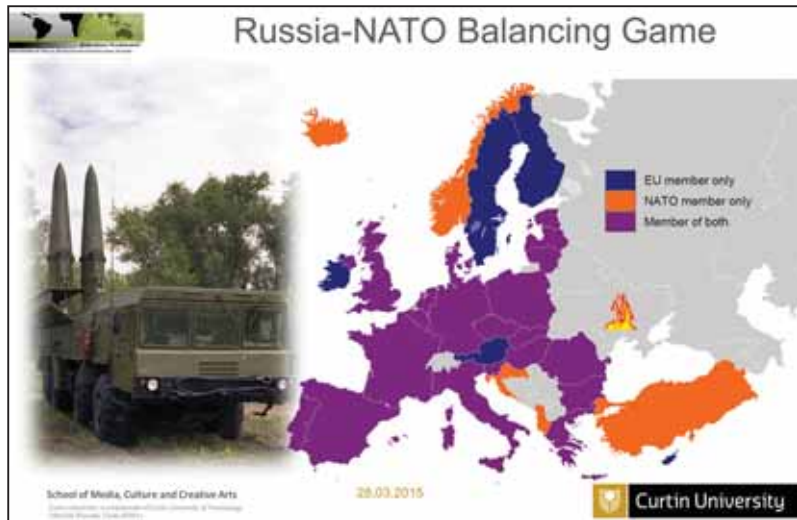 Russia-NATO Balancing Game
EU member only
NATO member only
Member of both
School of Media, Culture and Creative Arts
28.03.2015
Curtin University